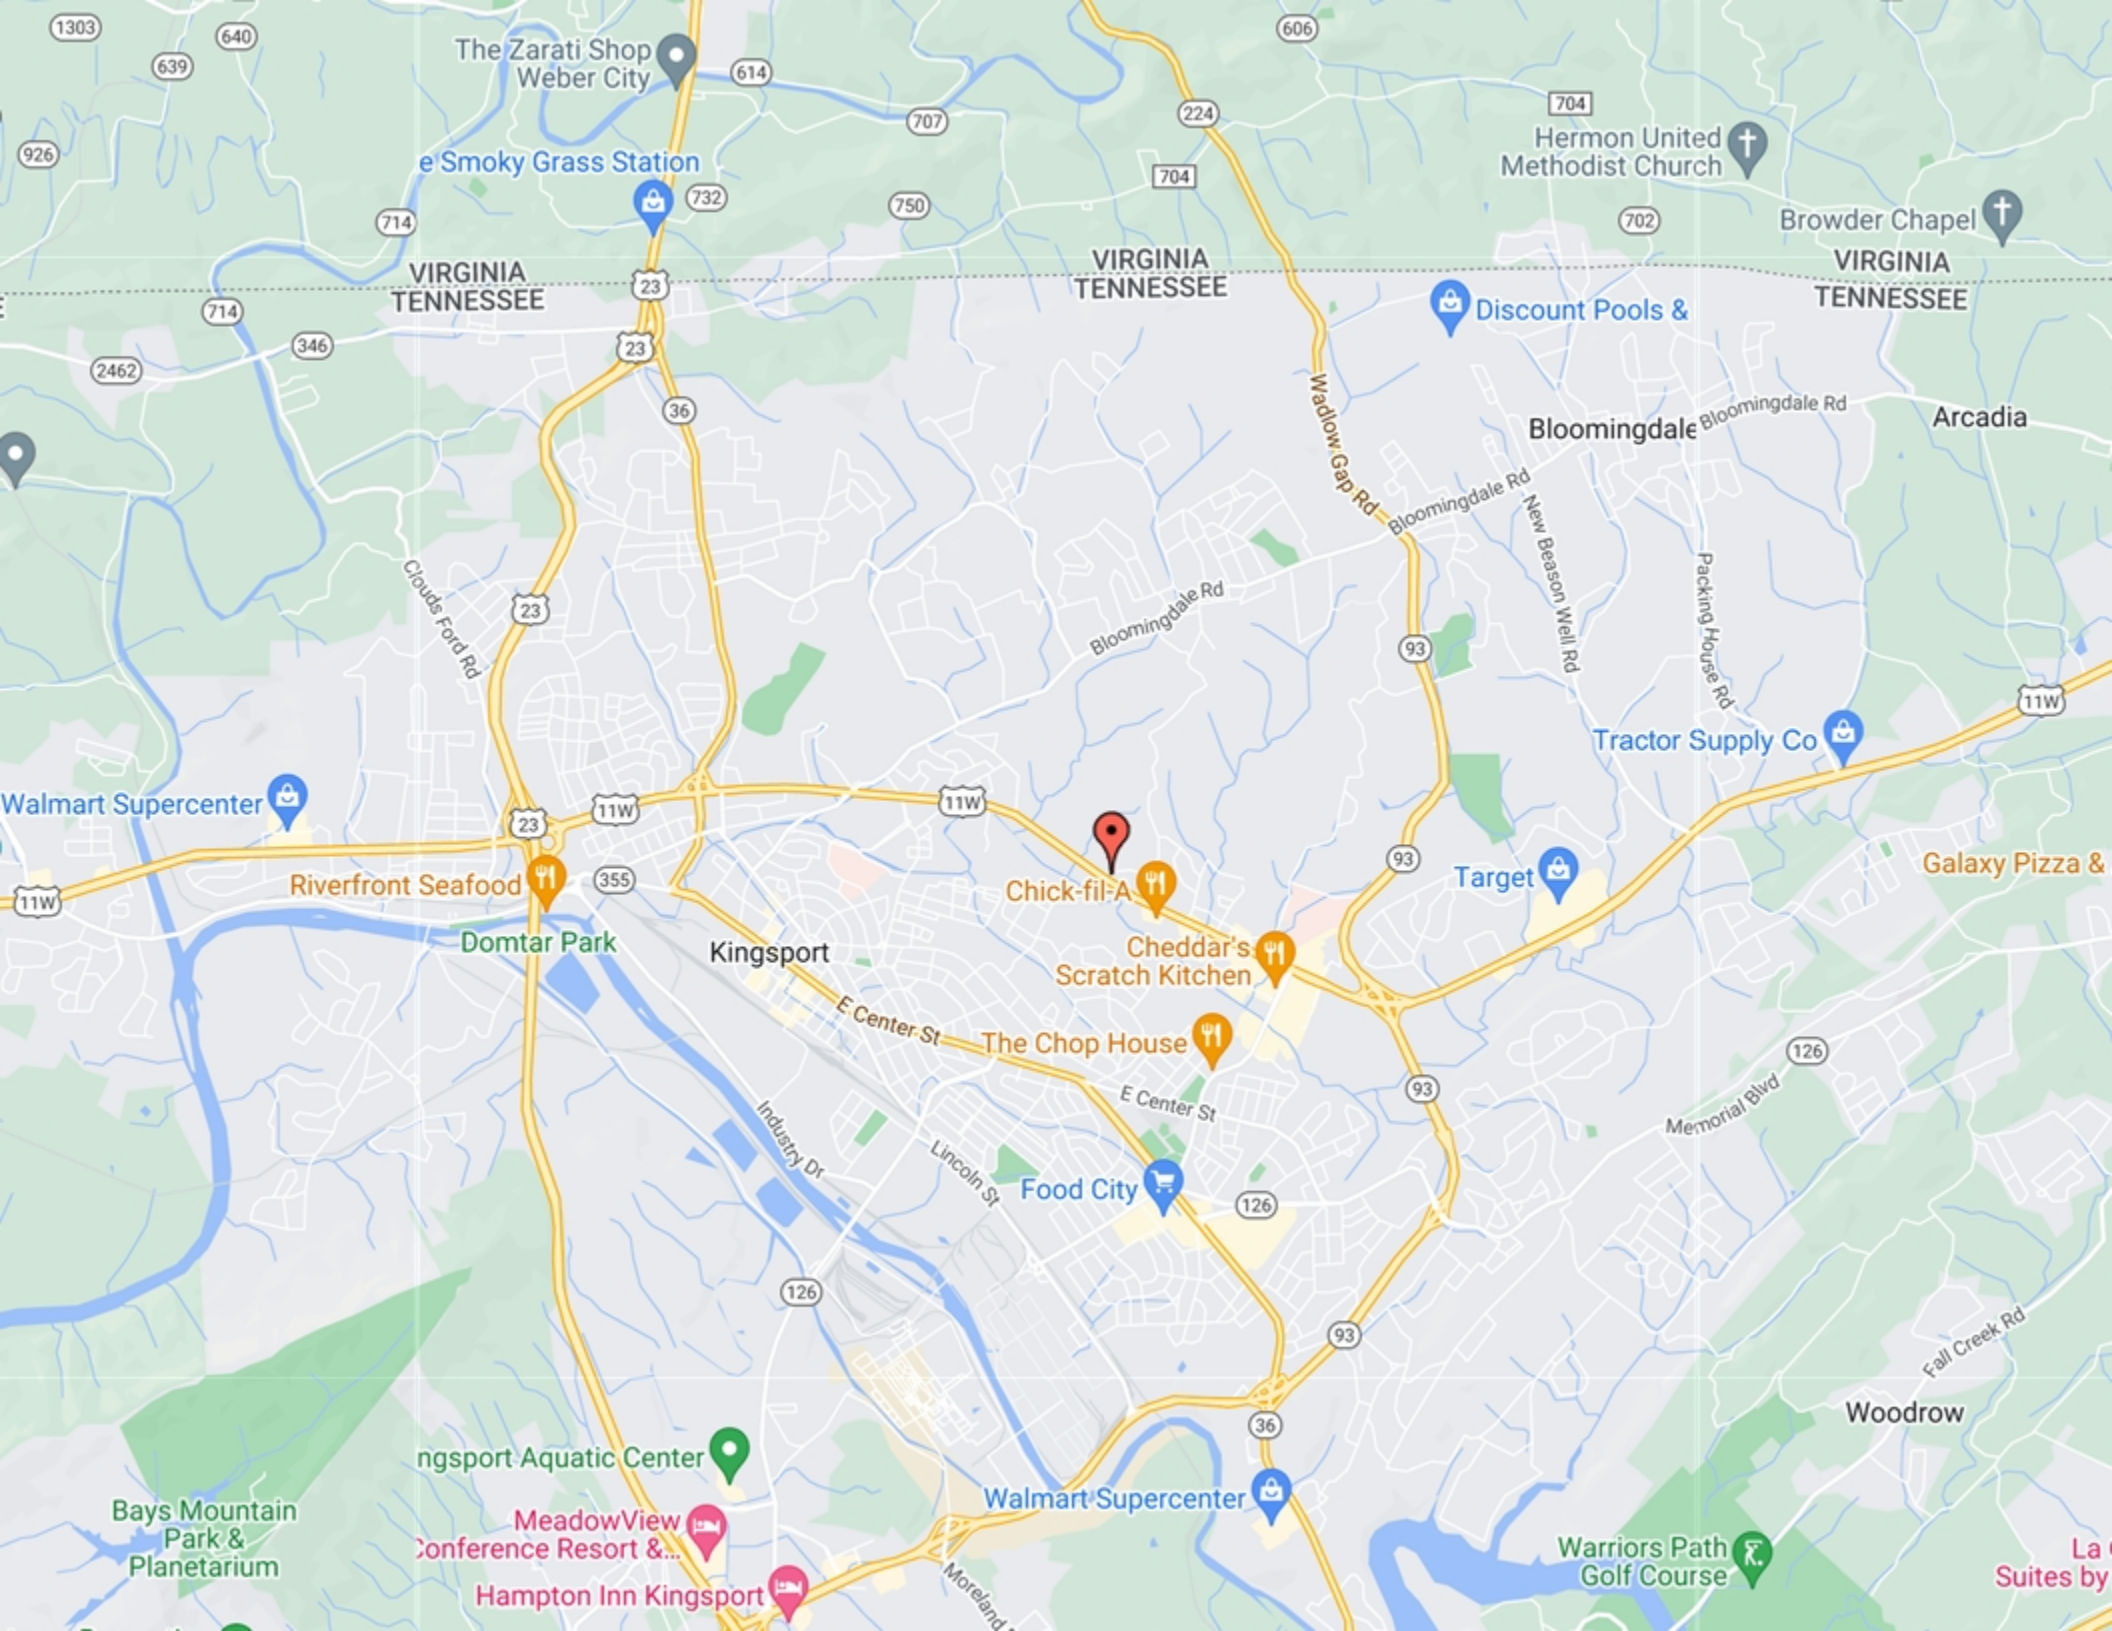 1303
640
639
The Zarati Shop
Weber City
614
606
224
707
704
Hermon United
Methodist Church
926
e Smoky Grass Station
732
704
750
714
702
Browder Chapel
VIRGINIA
TENNESSEE
VIRGINIA
TENNESSEE
VIRGINIA
TENNESSEE
23
714
Discount Pools &
346
23
2462
36
Wadlow Gap Rd
Bloomingdale
Bloomingdale Rd
Arcadia
Bloomingdale Rd
New Beason Well Rd
Packing House Rd
Clouds Ford Rd
23
Bloomingdale Rd
93
11W
Tractor Supply Co
Walmart Supercenter
11W
11W
23
93
Galaxy Pizza &
Riverfront Seafood
355
Chick-fil-A
Target
11W
Domtar Park
Kingsport
Cheddar's
Scratch Kitchen
E Center St
The Chop House
126
93
E Center St
Memorial Blvd
Industry Dr
Lincoln St
Food City
126
126
93
Fall Creek Rd
Woodrow
36
ngsport Aquatic Center
Walmart Supercenter
Bays Mountain
Park &
Planetarium
MeadowView
Conference Resort &...
Warriors Path
Golf Course
La
Suites by
Hampton Inn Kingsport
Moreland